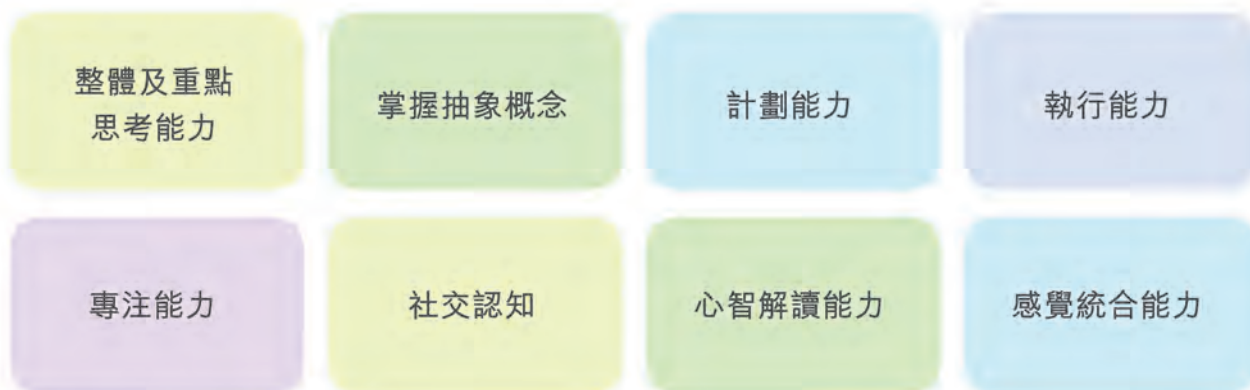 整體及重點
思考能力
掌握抽象概念
計劃能力
執行能力
專注能力
社交認知
心智解讀能力
感覺統合能力